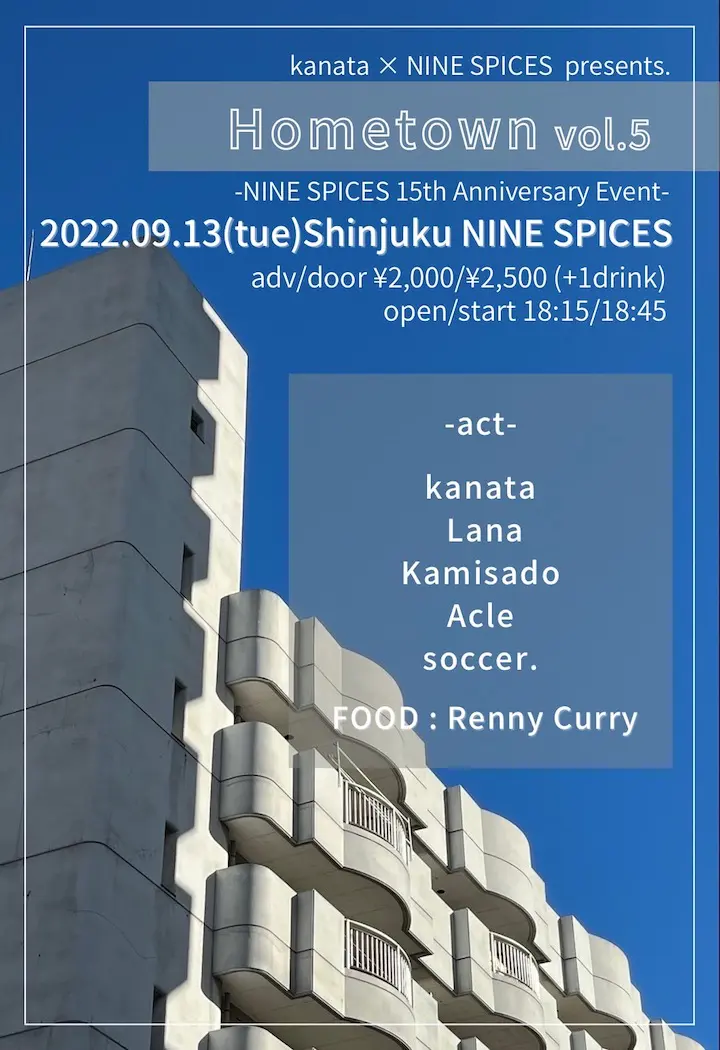 kanata × NINE SPICES presents.
Hometown vol.5
-NINE SPICES 15th Anniversary Event-
2022.09.13(tue)Shinjuku NINE SPICES
adv/door ¥2,000/¥2,500 (+1drink)
open/start 18:15/18:45
-act-
kanata
Lana
Kamisado
Acle
soccer.
FOOD : Renny Curry